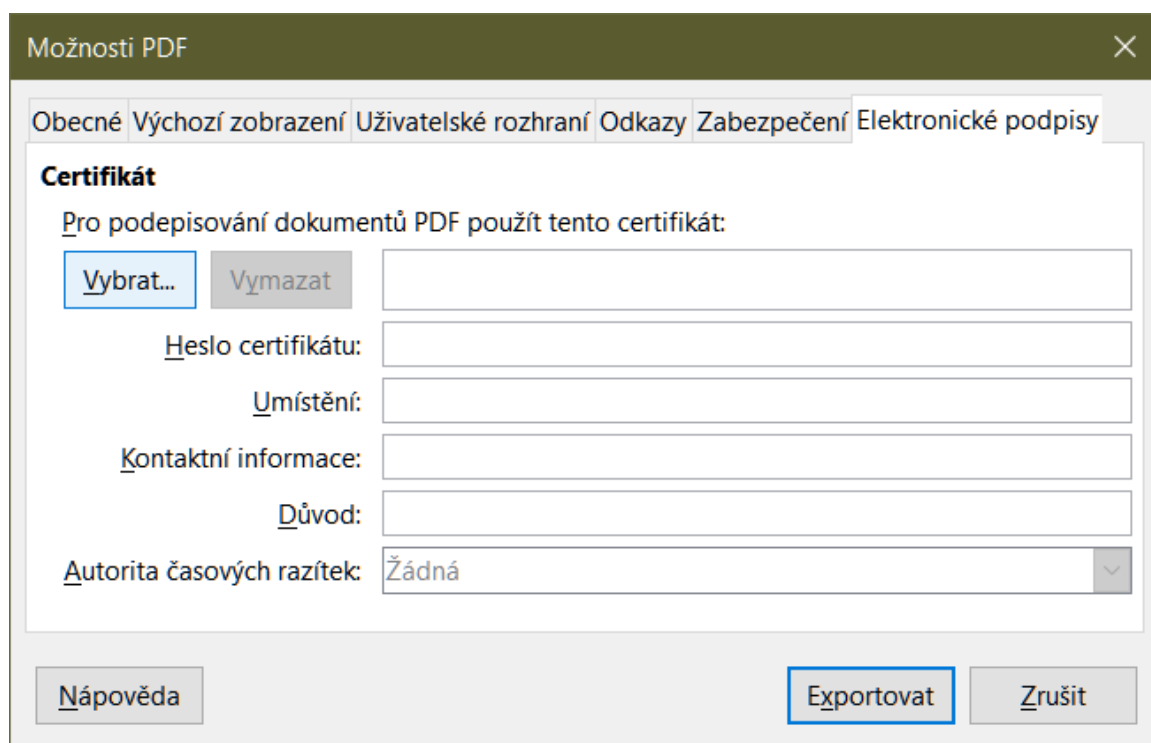 Možnosti PDF
Obecné Výchozí zobrazení Uživatelské rozhraní Odkazy Zabezpečení Elektronické podpisy
Certifikát
Pro podepisování dokumentů PDF použít tento certifikát:
Vybrat... Vymazat
Heslo certifikátu:
Umístění:
Kontaktní informace:
Důvod:
Autorita časových razítek: Žádná
Nápověda Exportovat Zrušit